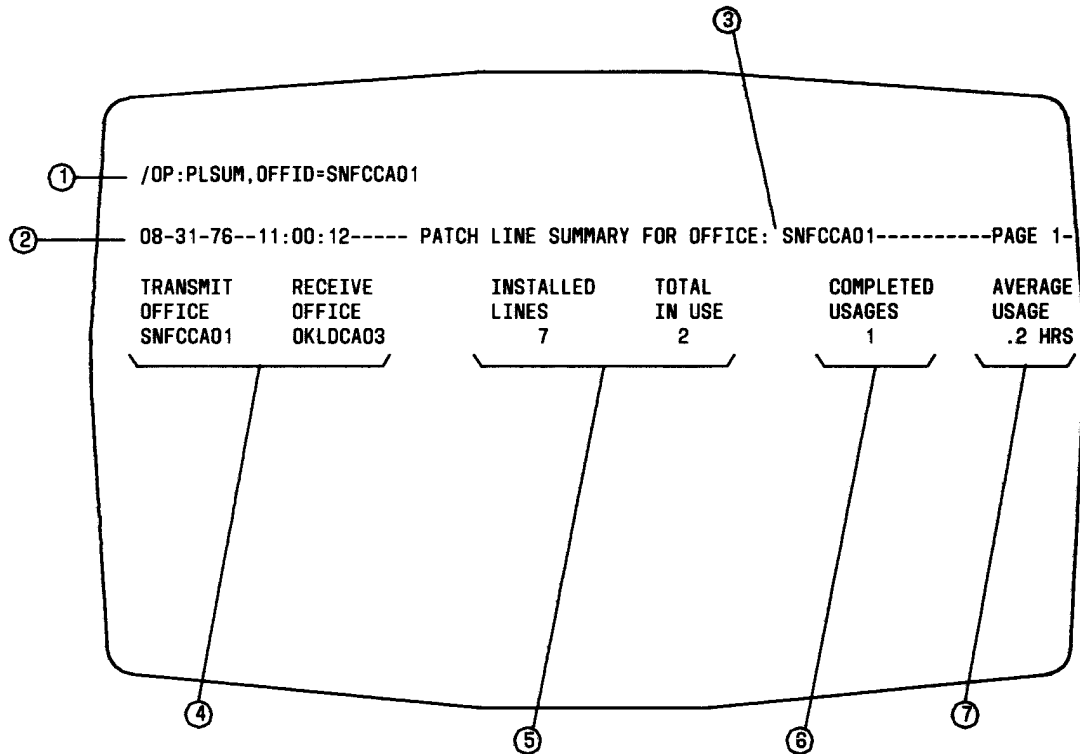 ③
① /OP:PLSUM,OFFID=SNFCCA01
② 08-31-76--11:00:12----- PATCH LINE SUMMARY FOR OFFICE: SNFCCA01----------PAGE 1-
TRANSMIT RECEIVE INSTALLED TOTAL COMPLETED AVERAGE
OFFICE OFFICE LINES IN USE USAGES USAGE
SNFCCA01 OKLDCA03 7 2 1 .2 HRS
④ ⑤ ⑥ ⑦